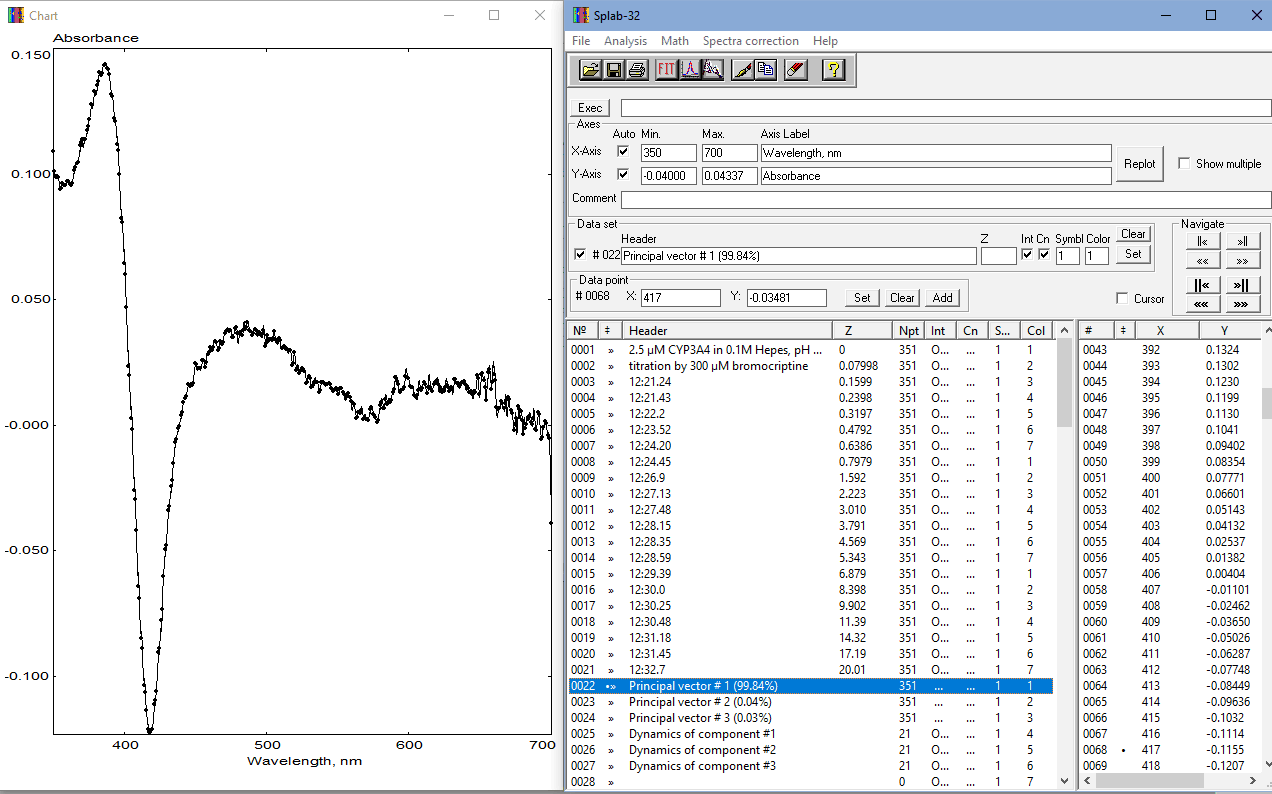 Chart
Absorbance
0.150
0.100
0.050
-0.000
-0.050
-0.100
400 500 600 700
Wavelength, nm
Splab-32
File Analysis Math Spectra correction Help
FIT ?
Exec
Axes
Auto Min. Max. Axis Label
X-Axis 350 700 Wavelength, nm
Y-Axis -0.04000 0.04337 Absorbance
Replot Show multiple
Comment
Data set
Header Z Int Cn Symbl Color Clear
# 022 Principal vector # 1 (99.84%) 1 1 Set
Navigate
||« »||
«« »»
||« »||
«« »»
Data point
# 0068 X: 417 Y: -0.03481 Set Clear Add Cursor
Nº ‡ Header Z Npt Int Cn S... Col
0001 » 2.5 µM CYP3A4 in 0.1M Hepes, pH ... 0 351 O... ... 1 1
0002 » titration by 300 µM bromocriptine 0.07998 351 O... ... 1 2
0003 » 12:21.24 0.1599 351 O... ... 1 3
0004 » 12:21.43 0.2398 351 O... ... 1 4
0005 » 12:22.2 0.3197 351 O... ... 1 5
0006 » 12:23.52 0.4792 351 O... ... 1 6
0007 » 12:24.20 0.6386 351 O... ... 1 7
0008 » 12:24.45 0.7979 351 O... ... 1 1
0009 » 12:26.9 1.592 351 O... ... 1 2
0010 » 12:27.13 2.223 351 O... ... 1 3
0011 » 12:27.48 3.010 351 O... ... 1 4
0012 » 12:28.15 3.791 351 O... ... 1 5
0013 » 12:28.35 4.569 351 O... ... 1 6
0014 » 12:28.59 5.343 351 O... ... 1 7
0015 » 12:29.39 6.879 351 O... ... 1 1
0016 » 12:30.0 8.398 351 O... ... 1 2
0017 » 12:30.25 9.902 351 O... ... 1 3
0018 » 12:30.48 11.39 351 O... ... 1 4
0019 » 12:31.18 14.32 351 O... ... 1 5
0020 » 12:31.45 17.19 351 O... ... 1 6
0021 » 12:32.7 20.01 351 O... ... 1 7
0022 •» Principal vector # 1 (99.84%) 351 ... ... 1 1
0023 » Principal vector # 2 (0.04%) 351 ... ... 1 2
0024 » Principal vector # 3 (0.03%) 351 ... ... 1 3
0025 » Dynamics of component #1 21 O... ... 1 4
0026 » Dynamics of component #2 21 O... ... 1 5
0027 » Dynamics of component #3 21 O... ... 1 6
0028 » 0 O... ... 1 7
# ‡ X Y
0043 392 0.1324
0044 393 0.1302
0045 394 0.1230
0046 395 0.1199
0047 396 0.1130
0048 397 0.1041
0049 398 0.09402
0050 399 0.08354
0051 400 0.07771
0052 401 0.06601
0053 402 0.05143
0054 403 0.04132
0055 404 0.02537
0056 405 0.01382
0057 406 0.00404
0058 407 -0.01101
0059 408 -0.02462
0060 409 -0.03650
0061 410 -0.05026
0062 411 -0.06287
0063 412 -0.07748
0064 413 -0.08449
0065 414 -0.09636
0066 415 -0.1032
0067 416 -0.1114
0068 • 417 -0.1155
0069 418 -0.1207